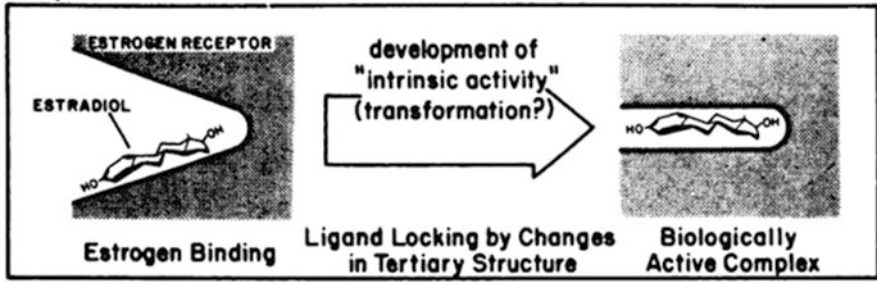 ESTROGEN RECEPTOR
ESTRADIOL
OH
HO
Estrogen Binding
development of
"intrinsic activity"
(transformation?)
Ligand Locking by Changes
in Tertiary Structure
HO
OH
Biologically
Active Complex